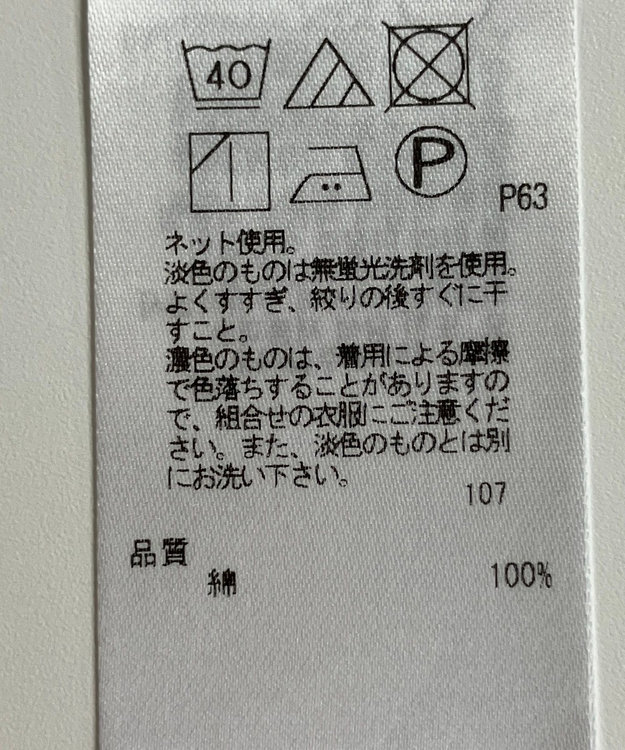 40
P
P63
ネット使用。
淡色のものは無蛍光洗剤を使用。
よくすすぎ、絞りの後すぐに干
すこと。
濃色のものは、着用による摩擦
で色落ちすることがありますの
で、組合せの衣服にご注意くだ
さい。また、淡色のものとは別
にお洗い下さい。
107
品質
綿 100%